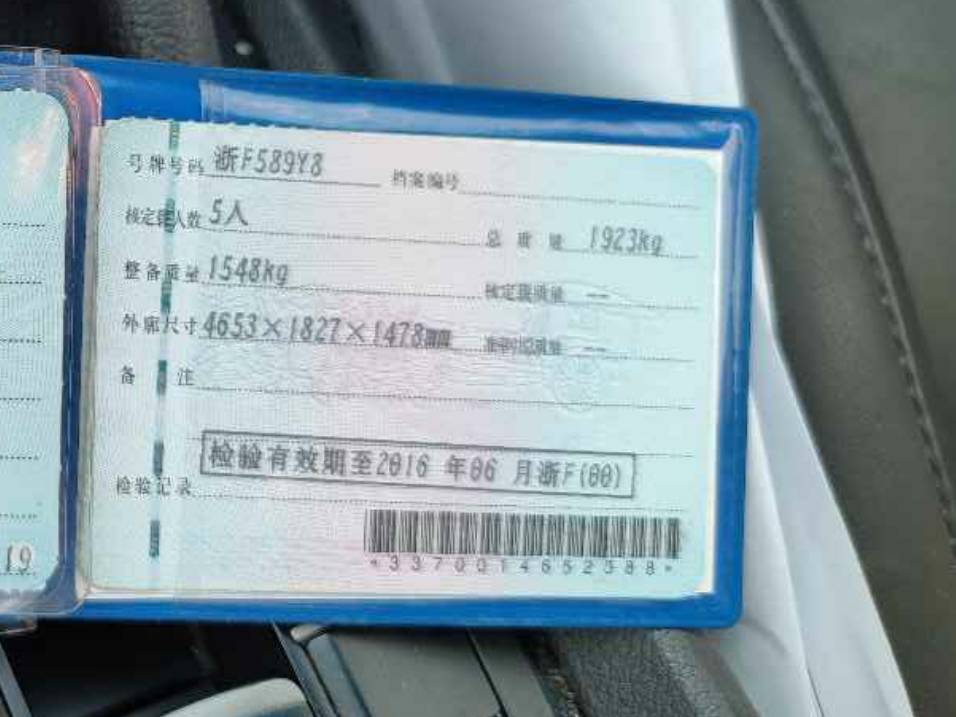 号牌号码 浙F589Y8 档案编号
核定载人数 5人 总质量 1923kg
整备质量 1548kg 核定载质量 --
外廓尺寸 4653×1827×1478mm 准牵引总质量 --
备注
检验有效期至2016 年06 月浙F(00)
检验记录
*3370014652388*
19